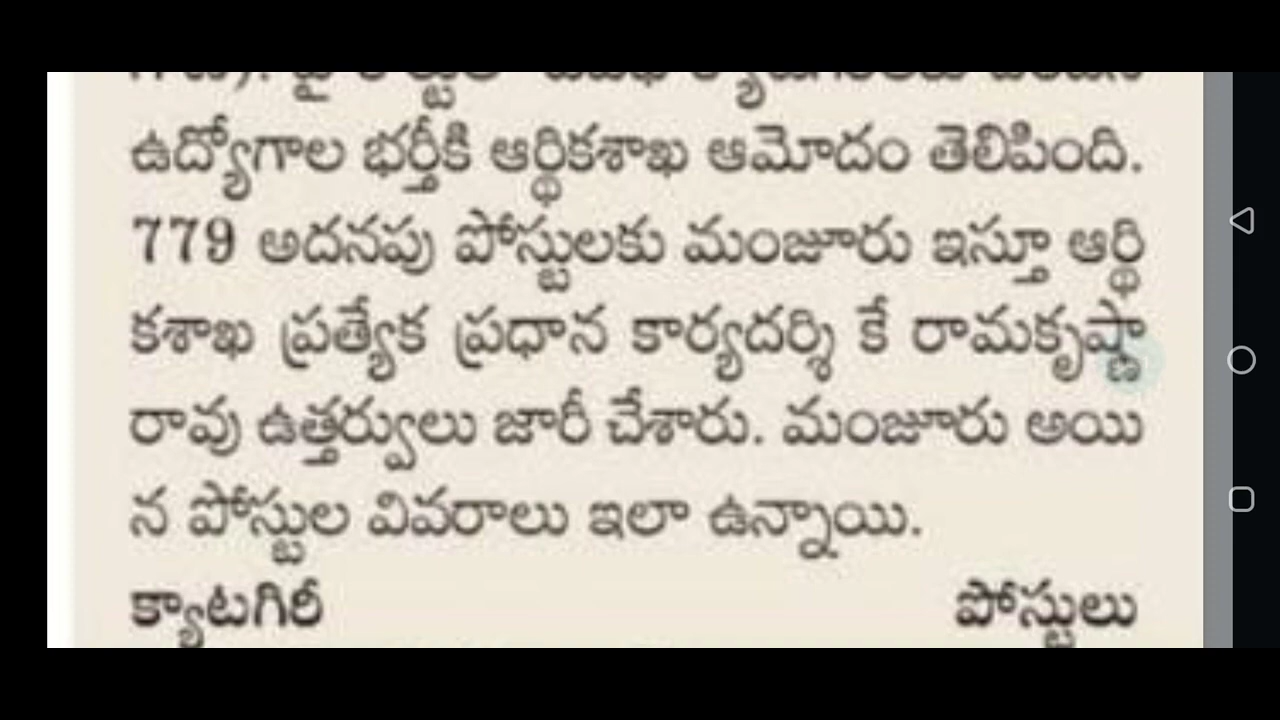 ఉద్యోగాల భర్తీకి ఆర్థికశాఖ ఆమోదం తెలిపింది.
779 అదనపు పోస్టులకు మంజూరు ఇస్తూ ఆర్థి
కశాఖ ప్రత్యేక ప్రధాన కార్యదర్శి కే రామకృష్ణా
రావు ఉత్తర్వులు జారీ చేశారు. మంజూరు అయి
న పోస్టుల వివరాలు ఇలా ఉన్నాయి.
క్యాటగిరీ పోస్టులు